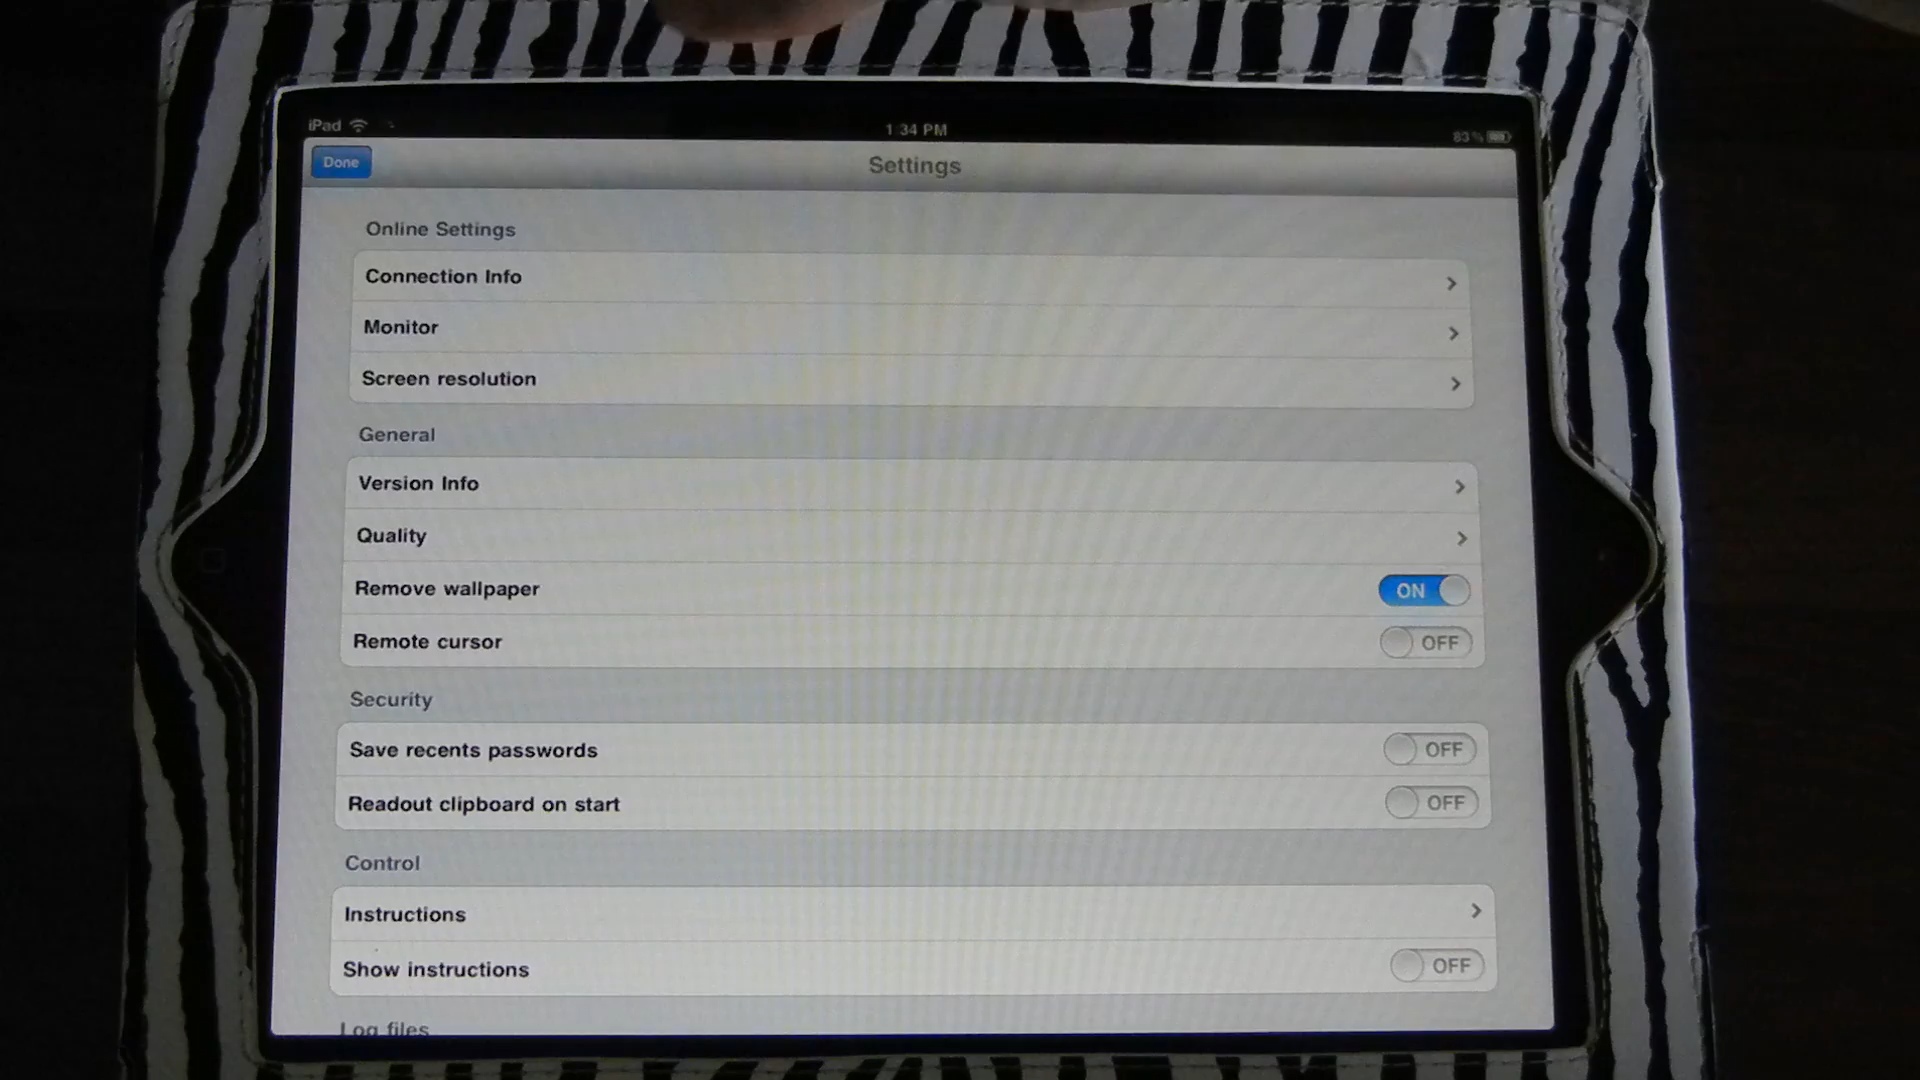 iPad
1:34 PM
83%
Done
Settings
Online Settings
Connection Info
Monitor
Screen resolution
General
Version Info
Quality
Remove wallpaper ON
Remote cursor OFF
Security
Save recents passwords OFF
Readout clipboard on start OFF
Control
Instructions
Show instructions OFF
Log files